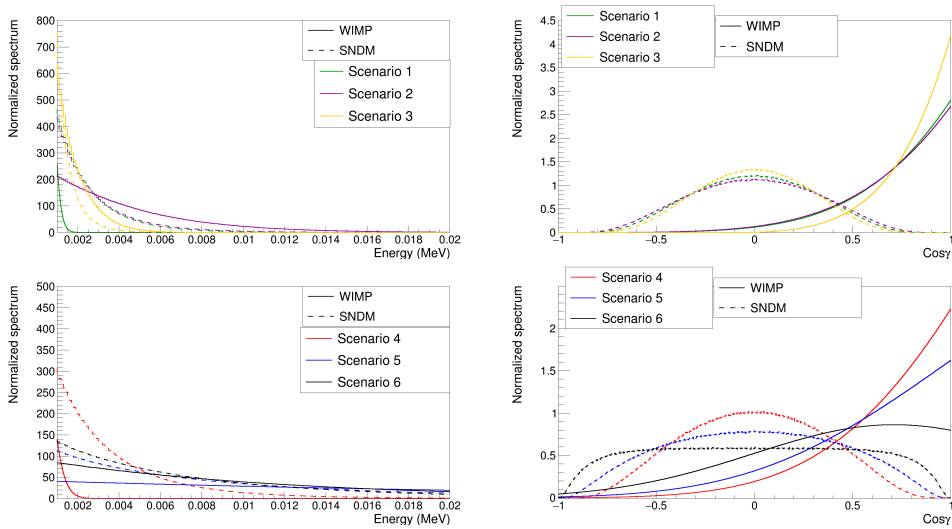 Normalized spectrum
800
700
600
500
400
300
200
100
0
WIMP
SNDM
Scenario 1
Scenario 2
Scenario 3
0.002 0.004 0.006 0.008 0.01 0.012 0.014 0.016 0.018 0.02
Energy (MeV)
Normalized spectrum
4.5
4
3.5
3
2.5
2
1.5
1
0.5
0
Scenario 1
Scenario 2
Scenario 3
WIMP
SNDM
−1 −0.5 0 0.5 1
Cosγ
Normalized spectrum
500
450
400
350
300
250
200
150
100
50
0
WIMP
SNDM
Scenario 4
Scenario 5
Scenario 6
0.002 0.004 0.006 0.008 0.01 0.012 0.014 0.016 0.018 0.02
Energy (MeV)
Normalized spectrum
2
1.5
1
0.5
0
Scenario 4
Scenario 5
Scenario 6
WIMP
SNDM
−1 −0.5 0 0.5 1
Cosγ